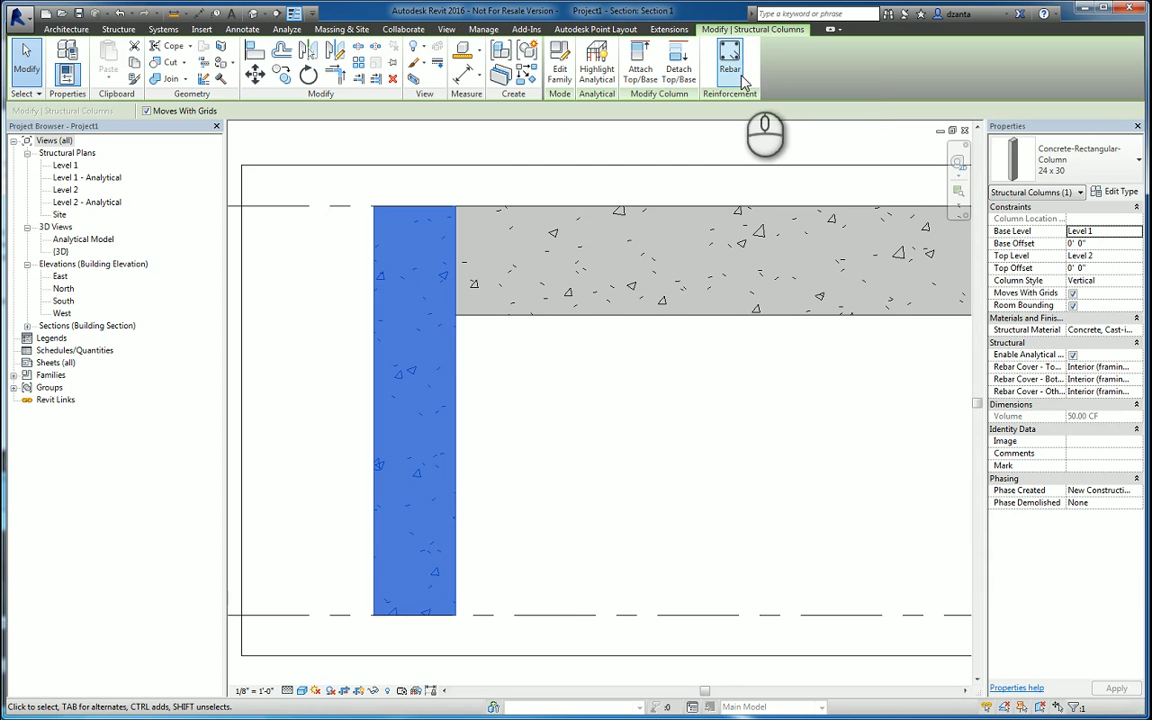 Autodesk Revit 2016 - Not For Resale Version - Project1 - Section: Section 1
Type a keyword or phrase
dzanta
Architecture Structure Systems Insert Annotate Analyze Massing & Site Collaborate View Manage Add-Ins Autodesk Point Layout Extensions Modify | Structural Columns
Modify
Paste
Cope
Cut
Join
Edit Family
Highlight Analytical
Attach Top/Base
Detach Top/Base
Rebar
Select Properties Clipboard Geometry Modify View Measure Create Mode Analytical Modify Column Reinforcement
Modify | Structural Columns
Moves With Grids
Project Browser - Project1
Views (all)
Structural Plans
Level 1
Level 1 - Analytical
Level 2
Level 2 - Analytical
Site
3D Views
Analytical Model
{3D}
Elevations (Building Elevation)
East
North
South
West
Sections (Building Section)
Legends
Schedules/Quantities
Sheets (all)
Families
Groups
Revit Links
Properties
Concrete-Rectangular-Column
24 x 30
Structural Columns (1) Edit Type
Constraints
Column Location ...
Base Level Level 1
Base Offset 0' 0"
Top Level Level 2
Top Offset 0' 0"
Column Style Vertical
Moves With Grids
Room Bounding
Materials and Finis...
Structural Material Concrete, Cast-i...
Structural
Enable Analytical ...
Rebar Cover - To... Interior (framin...
Rebar Cover - Bot... Interior (framin...
Rebar Cover - Oth... Interior (framin...
Dimensions
Volume 50.00 CF
Identity Data
Image
Comments
Mark
Phasing
Phase Created New Constructi...
Phase Demolished None
Properties help Apply
1/8" = 1'-0"
Click to select, TAB for alternates, CTRL adds, SHIFT unselects.
:0
Main Model
:1